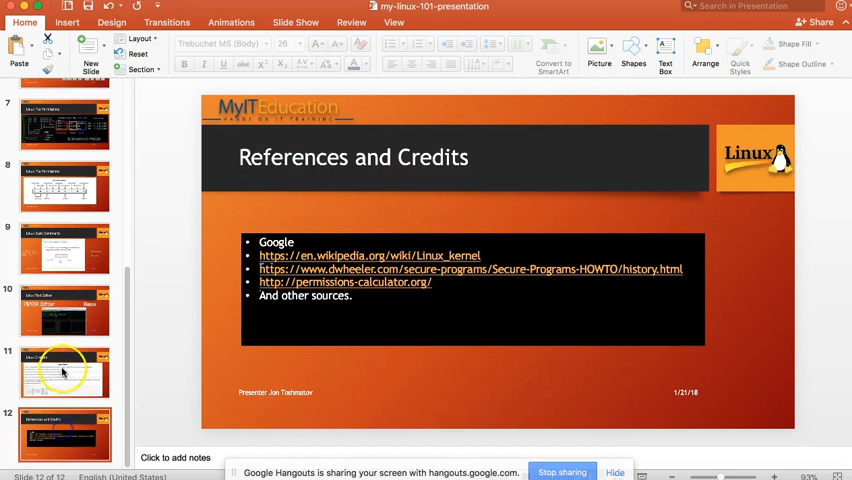 my-linux-101-presentation
Search in Presentation
Home Insert Design Transitions Animations Slide Show Review View Share
Paste
New Slide
Layout
Reset
Section
Trebuchet MS (Body) 26
Convert to SmartArt
Picture
Shapes
Text Box
Arrange
Quick Styles
Shape Fill
Shape Outline
7
8
9
10
11
12
References and Credits
MyITEducation
HANDS ON IT TRAINING
References and Credits
Linux
• Google
• https://en.wikipedia.org/wiki/Linux_kernel
• https://www.dwheeler.com/secure-programs/Secure-Programs-HOWTO/history.html
• http://permissions-calculator.org/
• And other sources.
Presenter Jon Toshmatov
1/21/18
Click to add notes
Google Hangouts is sharing your screen with hangouts.google.com.
Stop sharing
Hide
Slide 12 of 12 English (United States)
93%